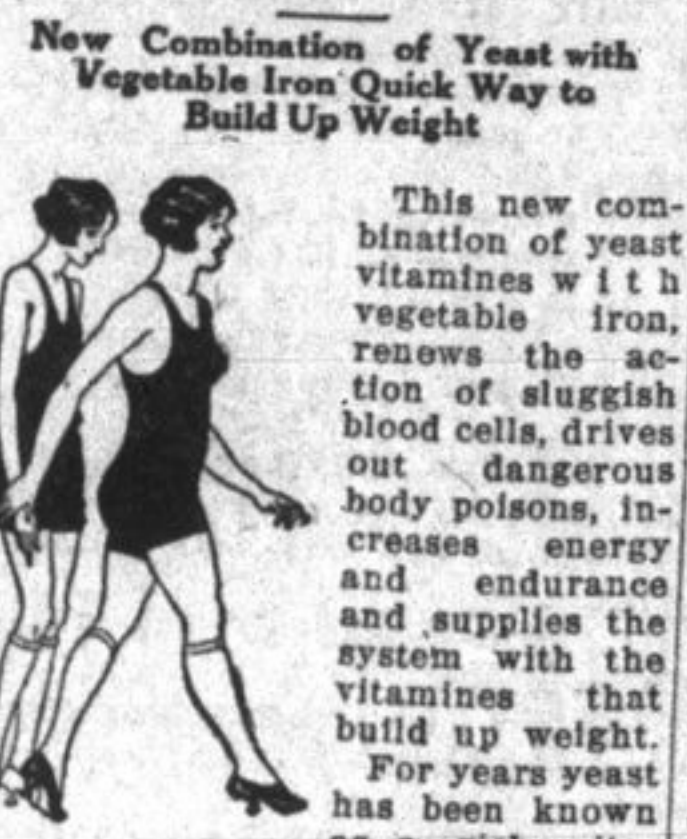 New Combination of Yeast with
Vegetable Iron Quick Way to
Build Up Weight
This new com-
bination of yeast
vitamines with
vegetable iron,
renews the ac-
tion of sluggish
blood cells, drives
out dangerous
body poisons, in-
creases energy
and endurance
and supplies the
system with the
vitamines that
build up weight.
For years yeast
has been known